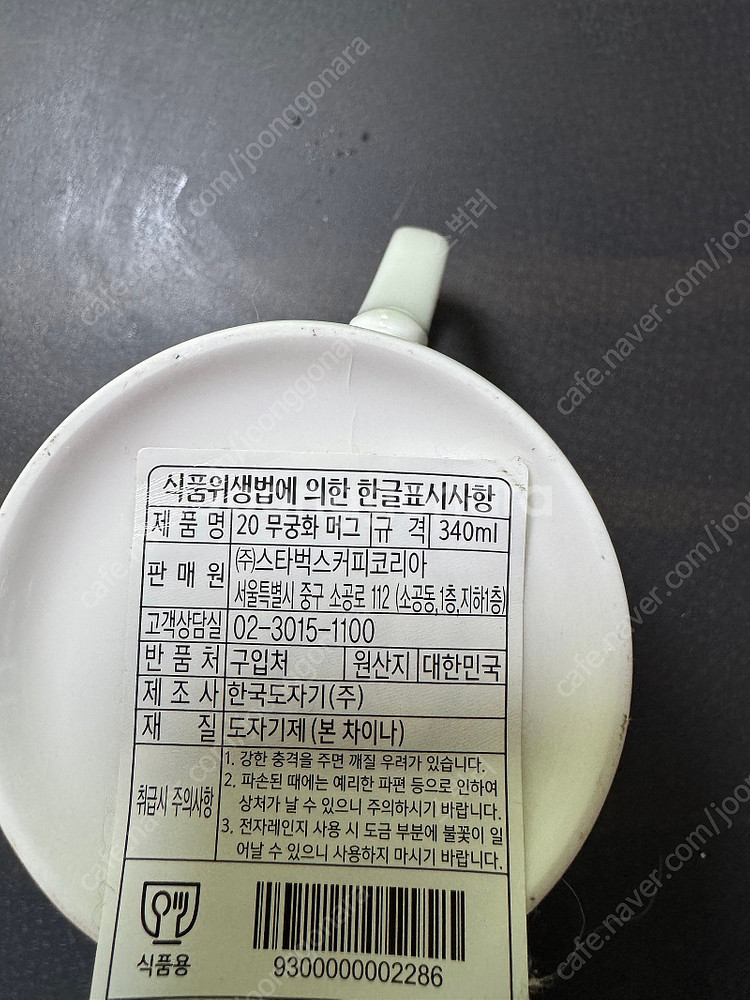 식품위생법에 의한 한글표시사항
제품명 20 무궁화 머그 규격 340ml
판매원 ㈜스타벅스커피코리아
서울특별시 중구 소공로 112 (소공동,1층,지하1층)
고객상담실 02-3015-1100
반품처 구입처 원산지 대한민국
제조사 한국도자기(주)
재질 도자기제(본 차이나)
취급시 주의사항
1. 강한 충격을 주면 깨질 우려가 있습니다.
2. 파손된 때에는 예리한 파편 등으로 인하여
상처가 날 수 있으니 주의하시기 바랍니다.
3. 전자레인지 사용 시 도금 부분에 불꽃이 일
어날 수 있으니 사용하지 마시기 바랍니다.
식품용
9300000002286
cafe.naver.com/joonggonara